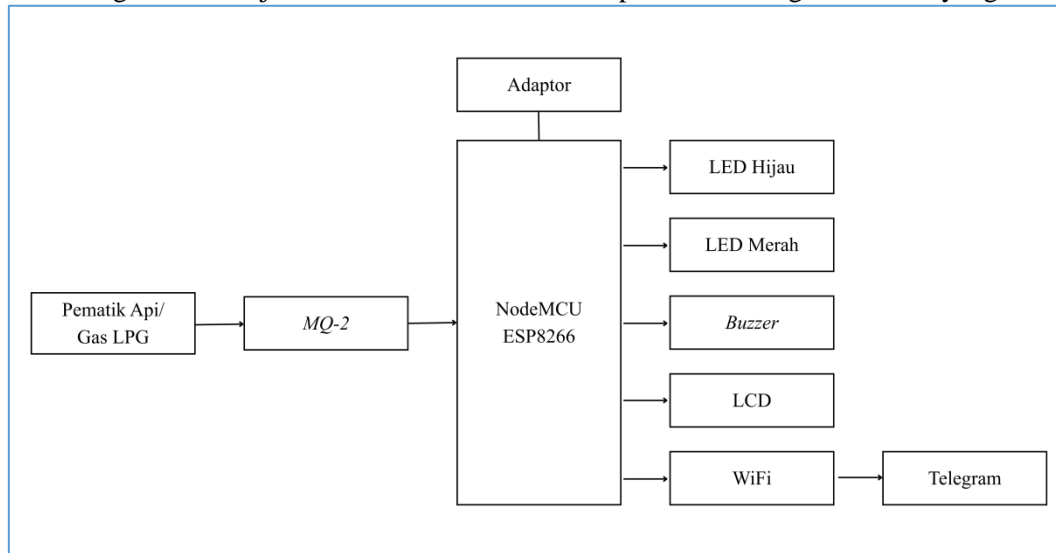 Adaptor
LED Hijau
LED Merah
Pematik Api/
Gas LPG
MQ-2
NodeMCU
ESP8266
Buzzer
LCD
WiFi
Telegram